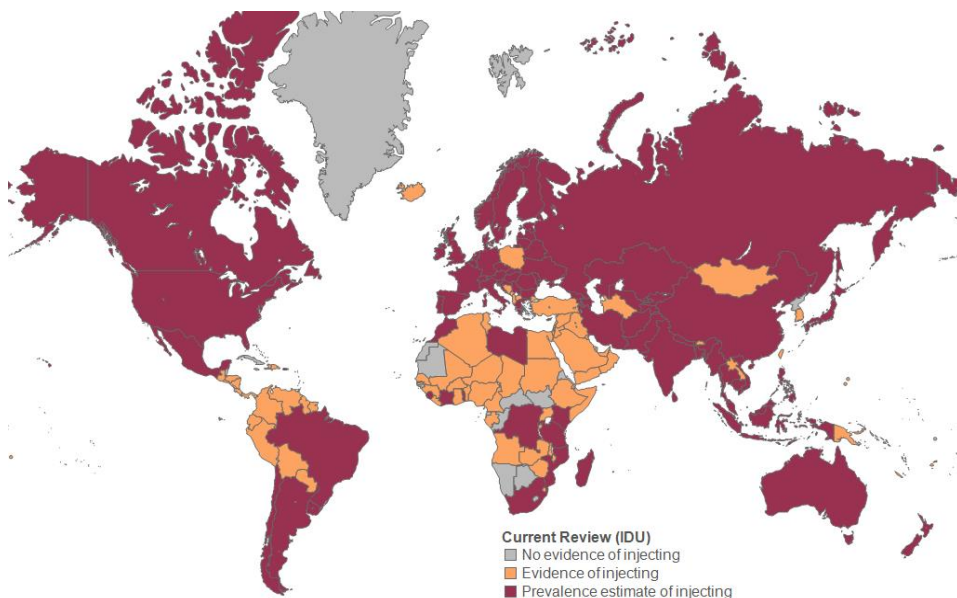 Current Review (IDU)
No evidence of injecting
Evidence of injecting
Prevalence estimate of injecting